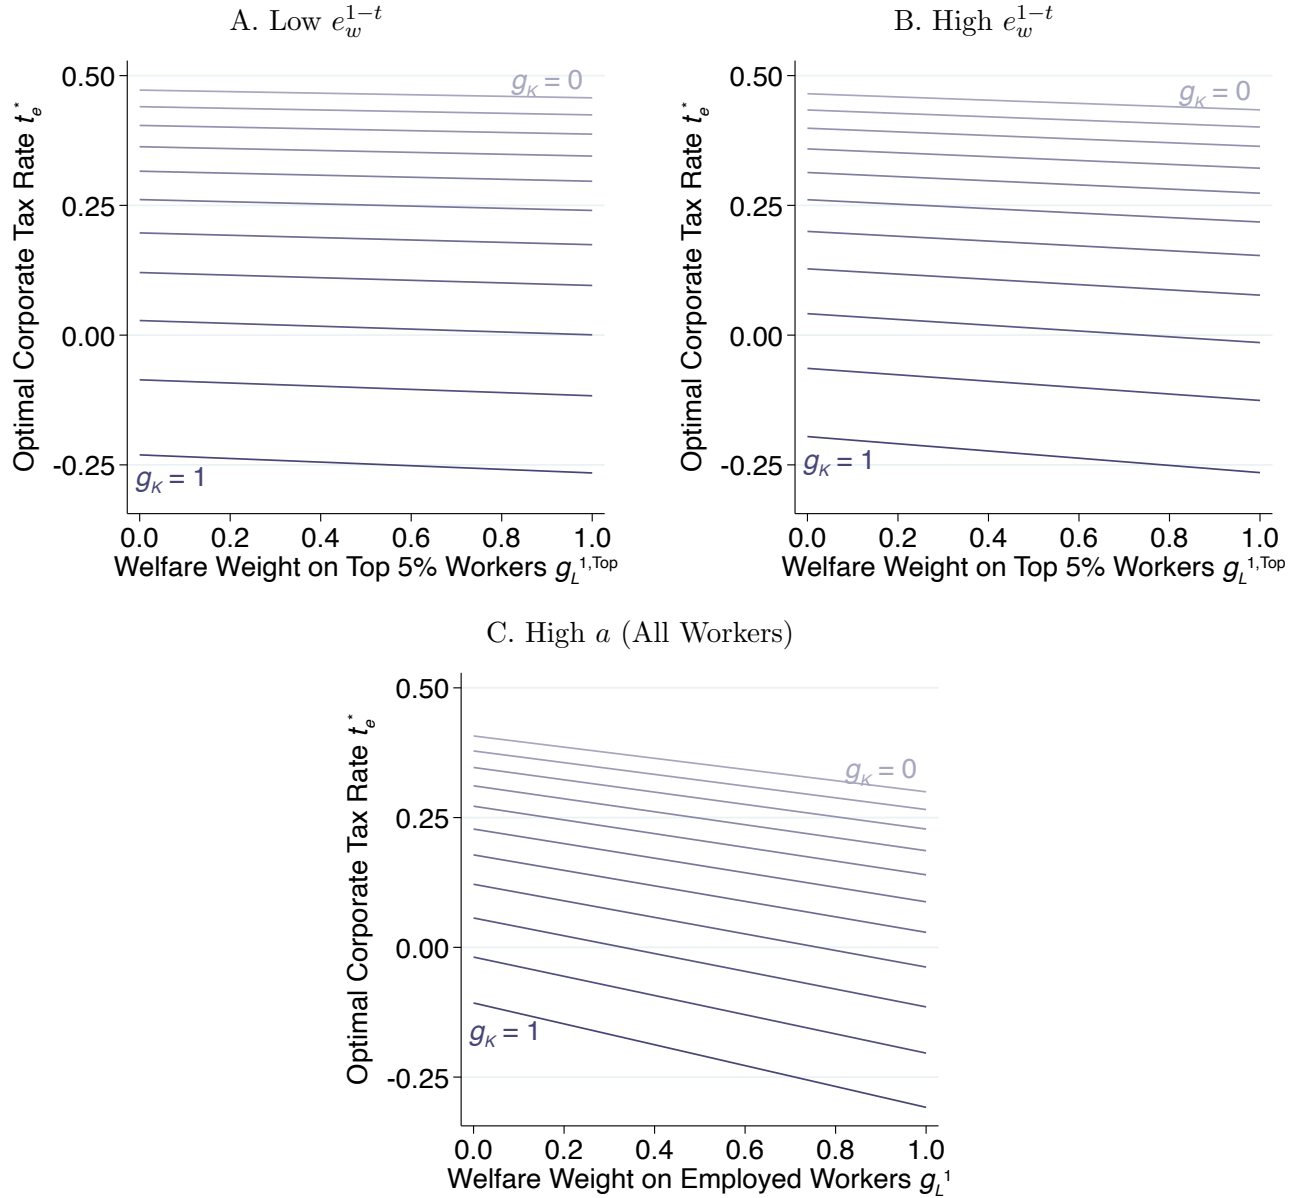 A. Low $e_w^{1-t}$
Optimal Corporate Tax Rate $t_e^*$
0.50
0.25
0.00
-0.25
$g_K = 0$
$g_K = 1$
0.0 0.2 0.4 0.6 0.8 1.0
Welfare Weight on Top 5% Workers $g_L^{1,Top}$
B. High $e_w^{1-t}$
Optimal Corporate Tax Rate $t_e^*$
0.50
0.25
0.00
-0.25
$g_K = 0$
$g_K = 1$
0.0 0.2 0.4 0.6 0.8 1.0
Welfare Weight on Top 5% Workers $g_L^{1,Top}$
C. High $a$ (All Workers)
Optimal Corporate Tax Rate $t_e^*$
0.50
0.25
0.00
-0.25
$g_K = 0$
$g_K = 1$
0.0 0.2 0.4 0.6 0.8 1.0
Welfare Weight on Employed Workers $g_L^1$